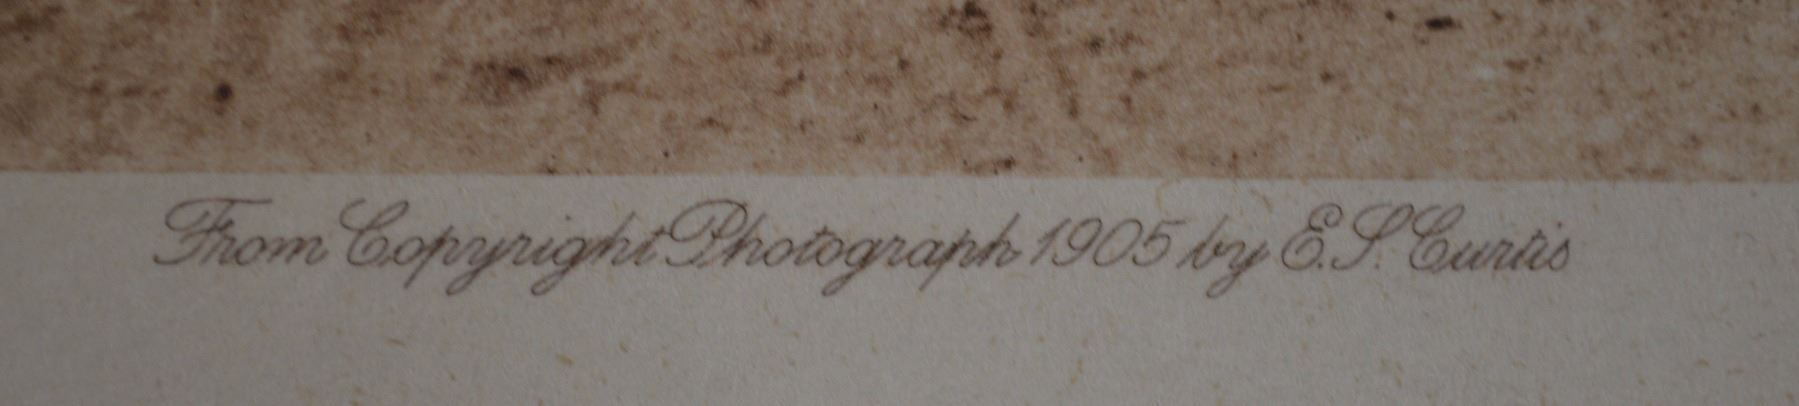 From Copyright Photograph 1905 by E. S. Curtis